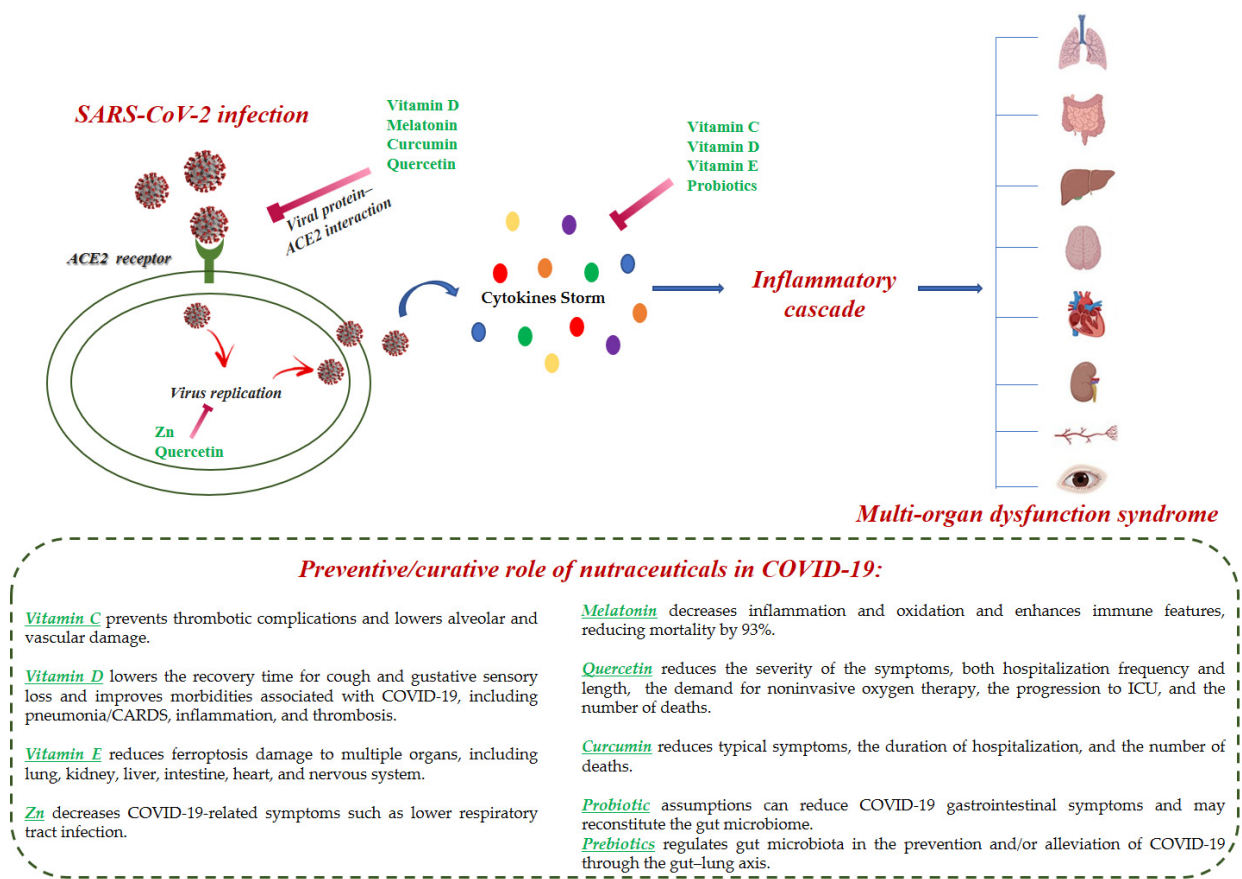 SARS-CoV-2 infection
Vitamin D
Melatonin
Curcumin
Quercetin
Viral protein–
ACE2 interaction
Vitamin C
Vitamin D
Vitamin E
Probiotics
ACE2 receptor
Cytokines Storm
Inflammatory
cascade
Virus replication
Zn
Quercetin
Multi-organ dysfunction syndrome
Preventive/curative role of nutraceuticals in COVID-19:
Vitamin C prevents thrombotic complications and lowers alveolar and
vascular damage.
Vitamin D lowers the recovery time for cough and gustative sensory
loss and improves morbidities associated with COVID-19, including
pneumonia/CARDS, inflammation, and thrombosis.
Vitamin E reduces ferroptosis damage to multiple organs, including
lung, kidney, liver, intestine, heart, and nervous system.
Zn decreases COVID-19-related symptoms such as lower respiratory
tract infection.
Melatonin decreases inflammation and oxidation and enhances immune features,
reducing mortality by 93%.
Quercetin reduces the severity of the symptoms, both hospitalization frequency and
length, the demand for noninvasive oxygen therapy, the progression to ICU, and the
number of deaths.
Curcumin reduces typical symptoms, the duration of hospitalization, and the number of
deaths.
Probiotic assumptions can reduce COVID-19 gastrointestinal symptoms and may
reconstitute the gut microbiome.
Prebiotics regulates gut microbiota in the prevention and/or alleviation of COVID-19
through the gut–lung axis.